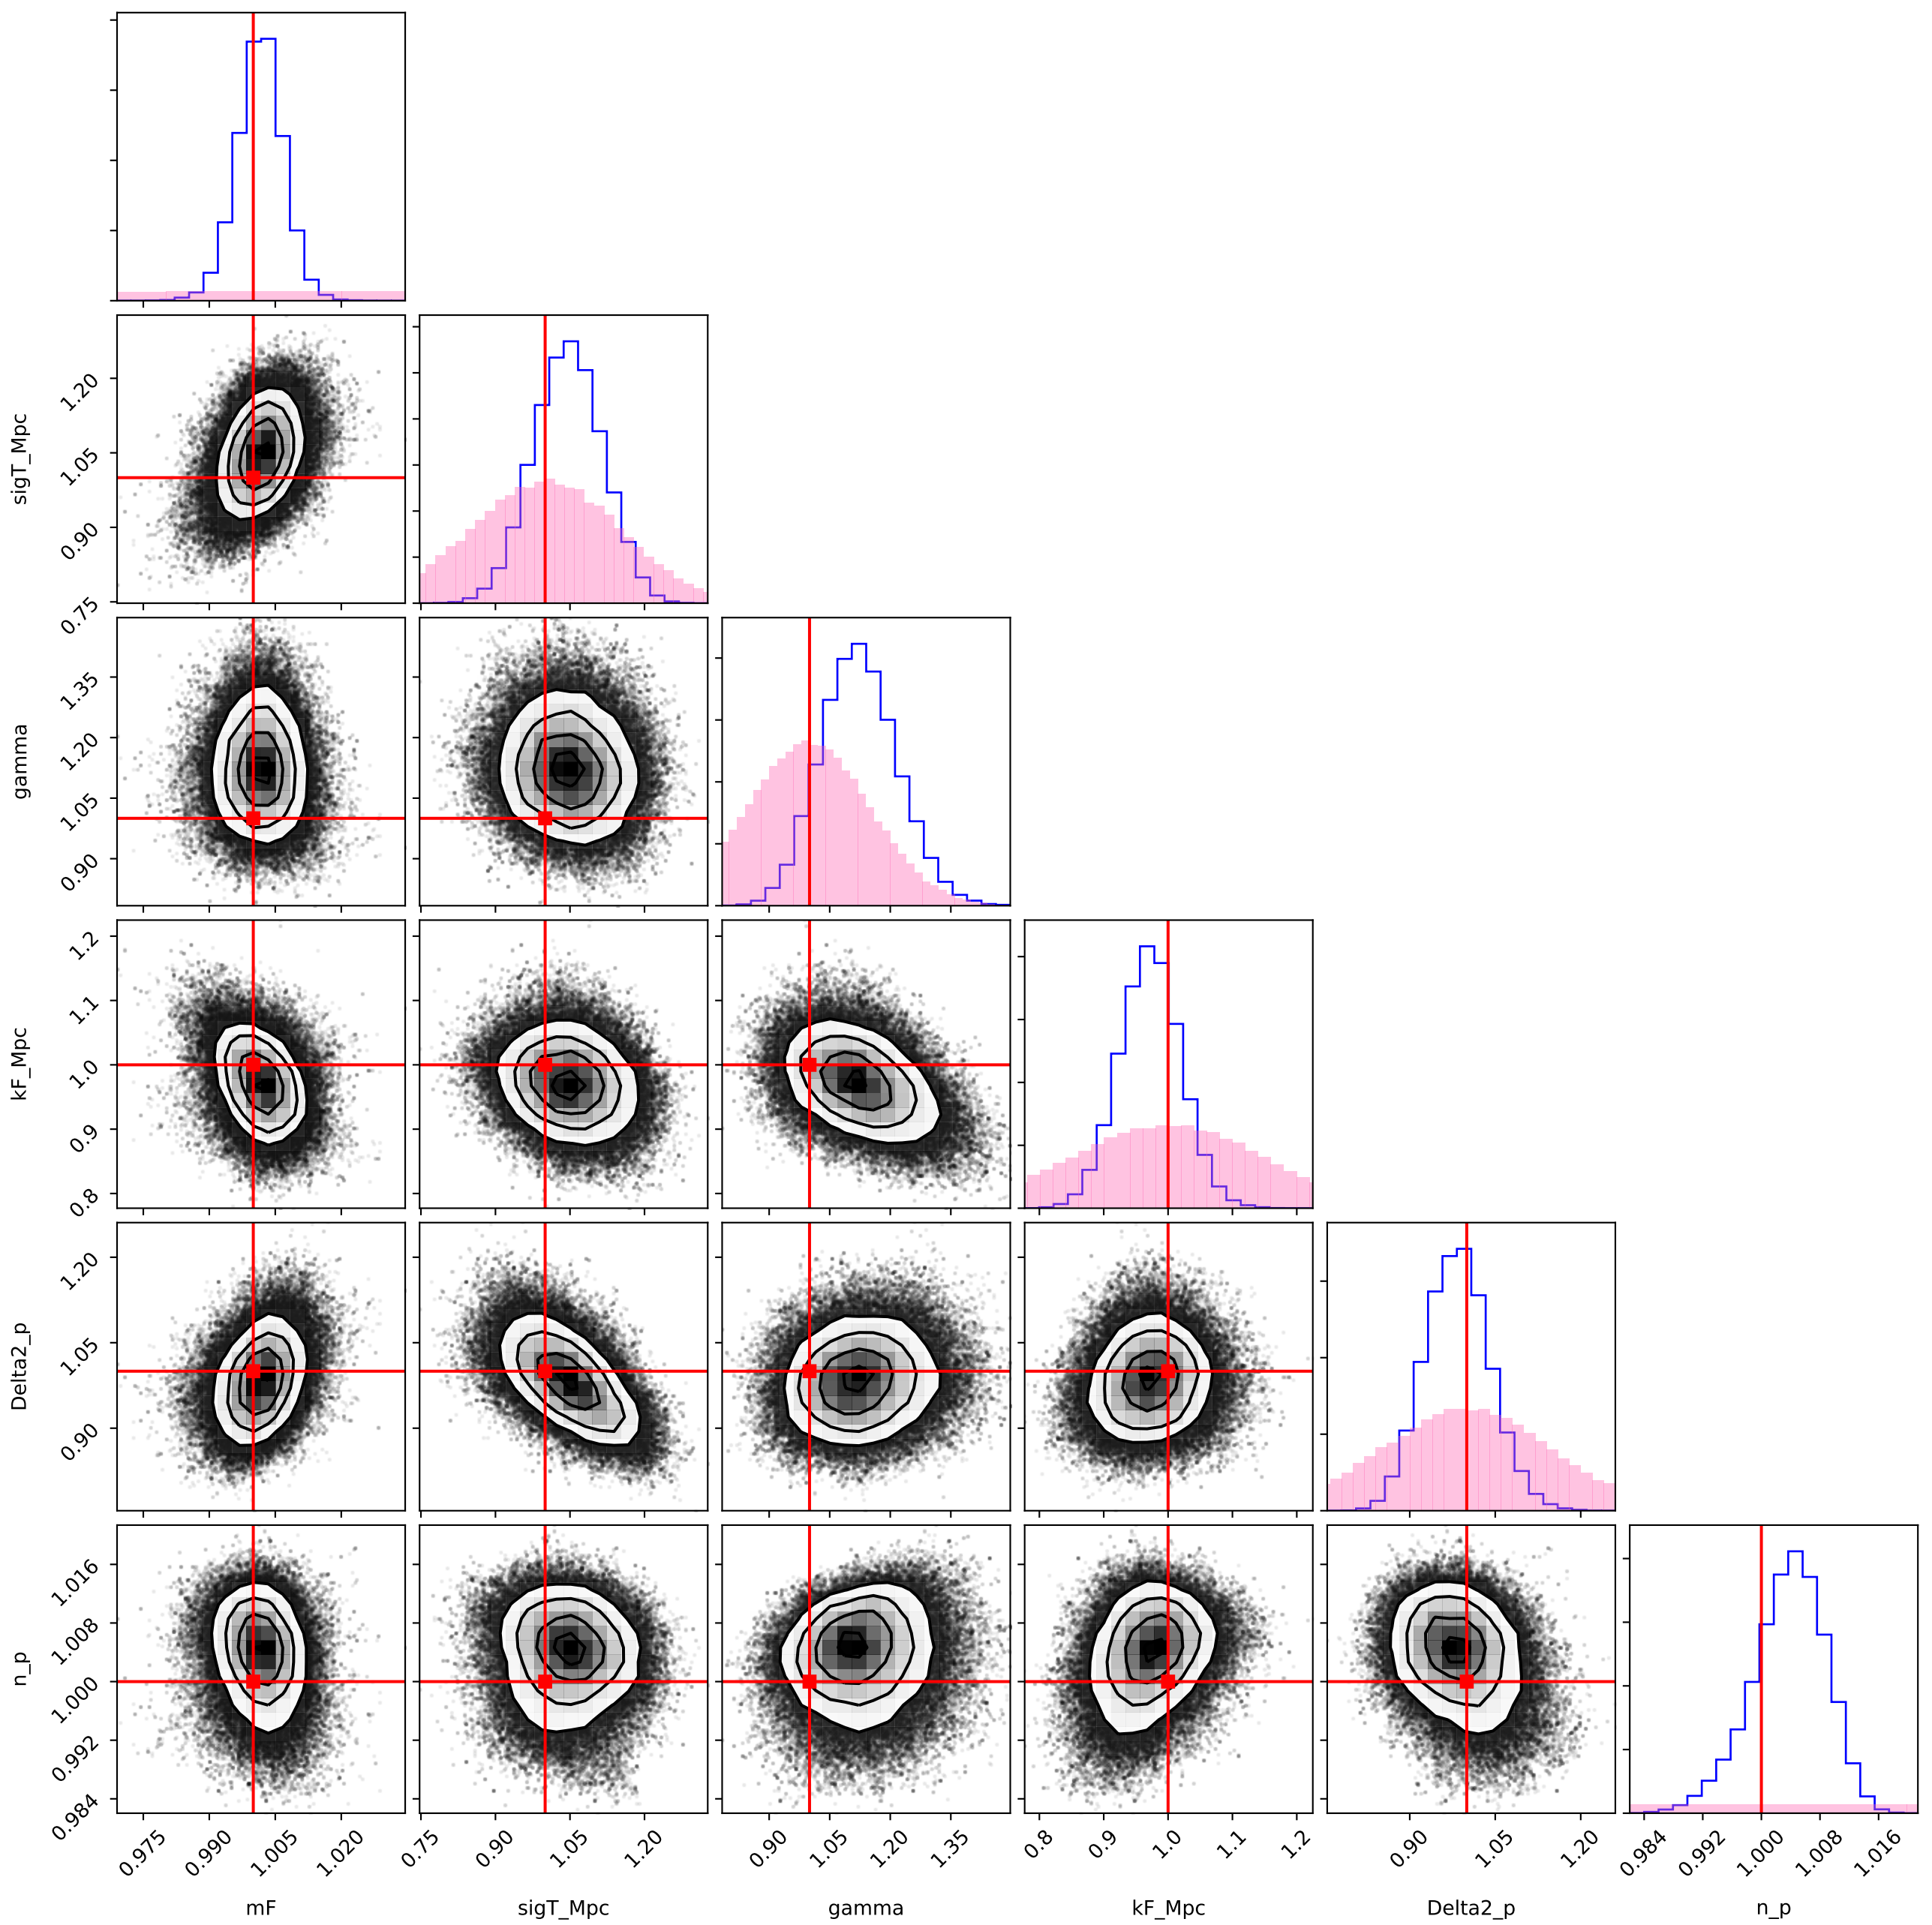 1.20
1.05
0.90
0.75
sigT_Mpc
1.35
1.20
1.05
0.90
gamma
1.2
1.1
1.0
0.9
0.8
kF_Mpc
1.20
1.05
0.90
Delta2_p
1.016
1.008
1.000
0.992
0.984
n_p
0.975 0.990 1.005 1.020
0.75 0.90 1.05 1.20
0.90 1.05 1.20 1.35
0.8 0.9 1.0 1.1 1.2
0.90 1.05 1.20
0.984 0.992 1.000 1.008 1.016
mF sigT_Mpc gamma kF_Mpc Delta2_p n_p